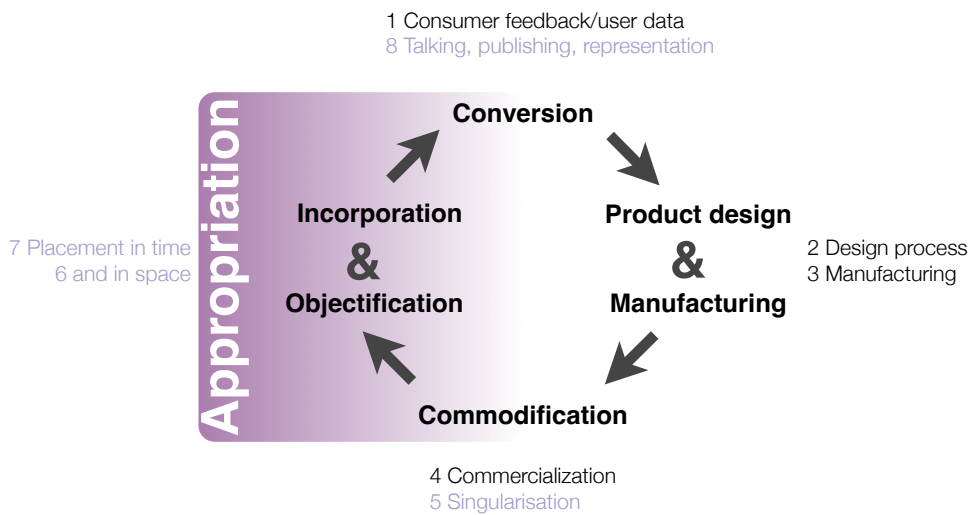 1 Consumer feedback/user data
8 Talking, publishing, representation
Appropriation
Conversion
Incorporation
&
Objectification
Product design
&
Manufacturing
7 Placement in time
6 and in space
2 Design process
3 Manufacturing
Commodification
4 Commercialization
5 Singularisation